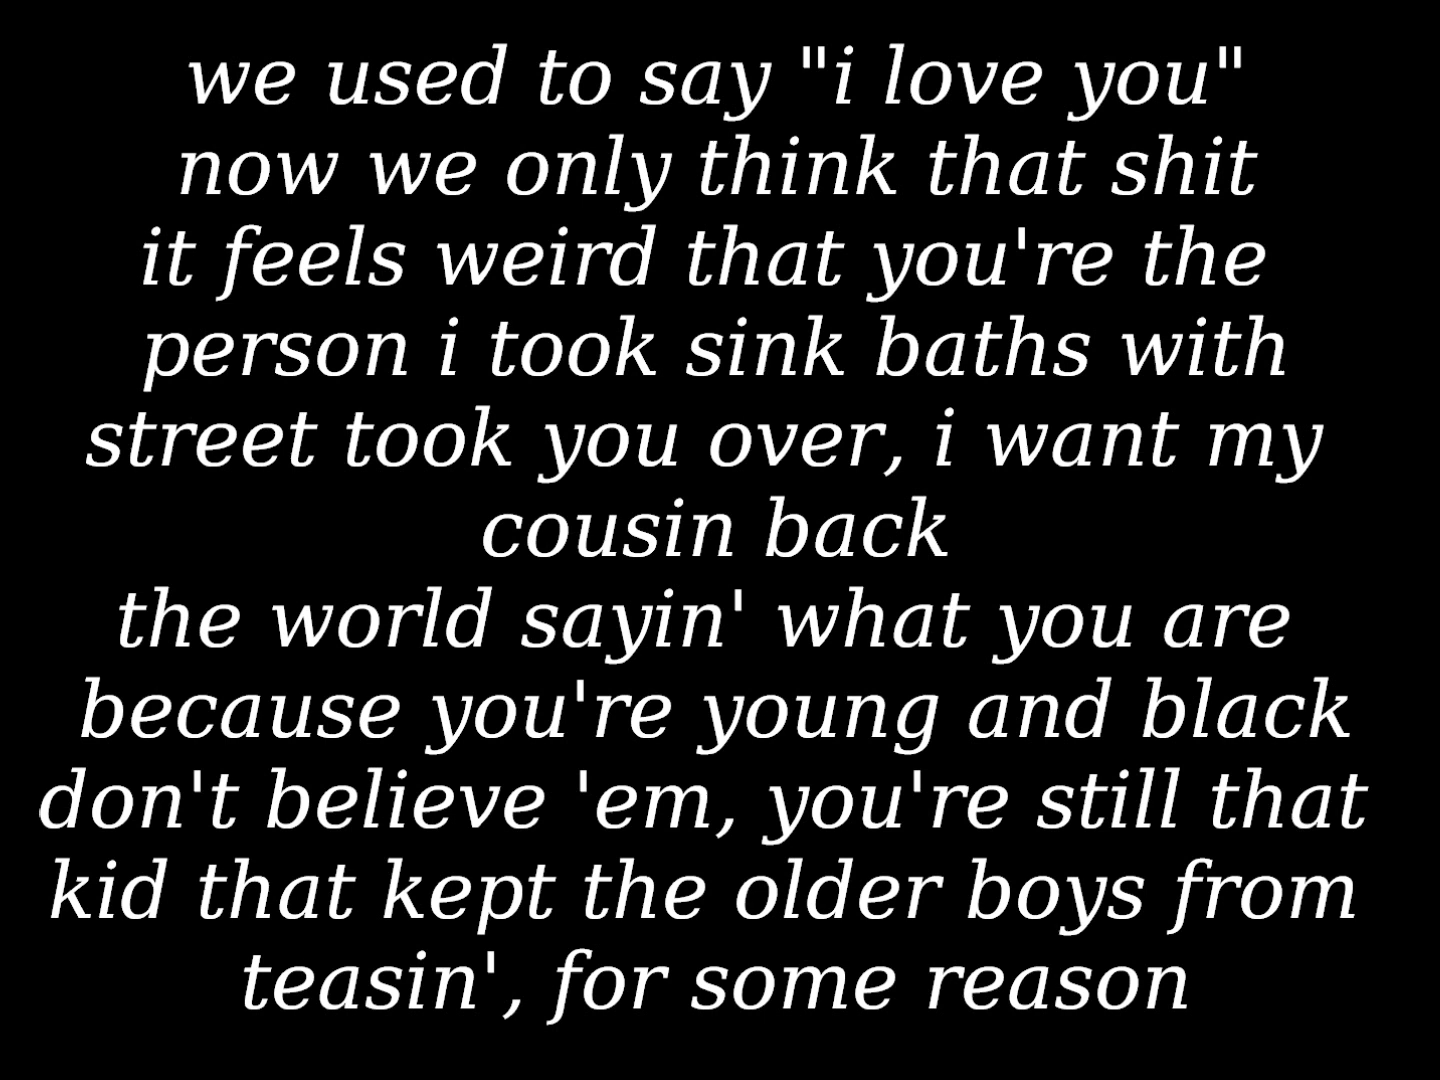 we used to say "i love you"
now we only think that shit
it feels weird that you're the
person i took sink baths with
street took you over, i want my
cousin back
the world sayin' what you are
because you're young and black
don't believe 'em, you're still that
kid that kept the older boys from
teasin', for some reason